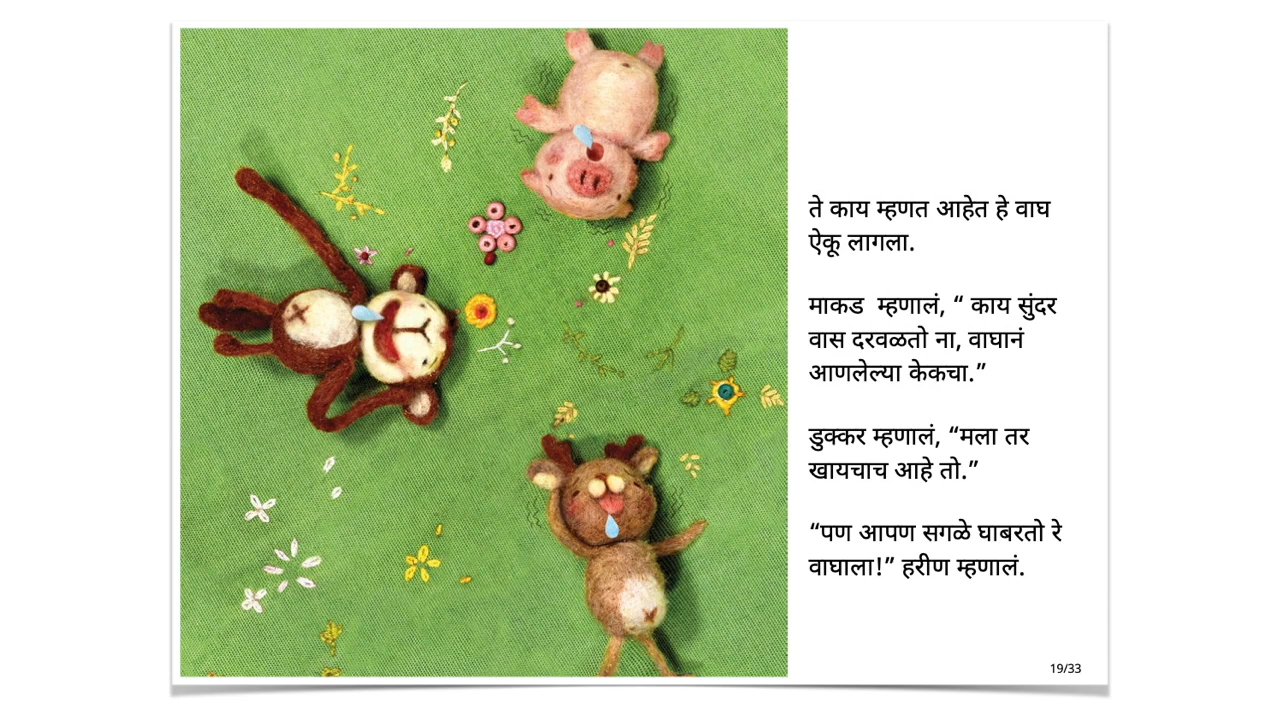 ते काय म्हणत आहेत हे वाघ
ऐकू लागला.
माकड  म्हणालं, “ काय सुंदर
वास दरवळतो ना, वाघानं
आणलेल्या केकचा.”
डुक्कर म्हणालं, “मला तर
खायचाच आहे तो.”
“पण आपण सगळे घाबरतो रे
वाघाला!” हरीण म्हणालं.
19/33